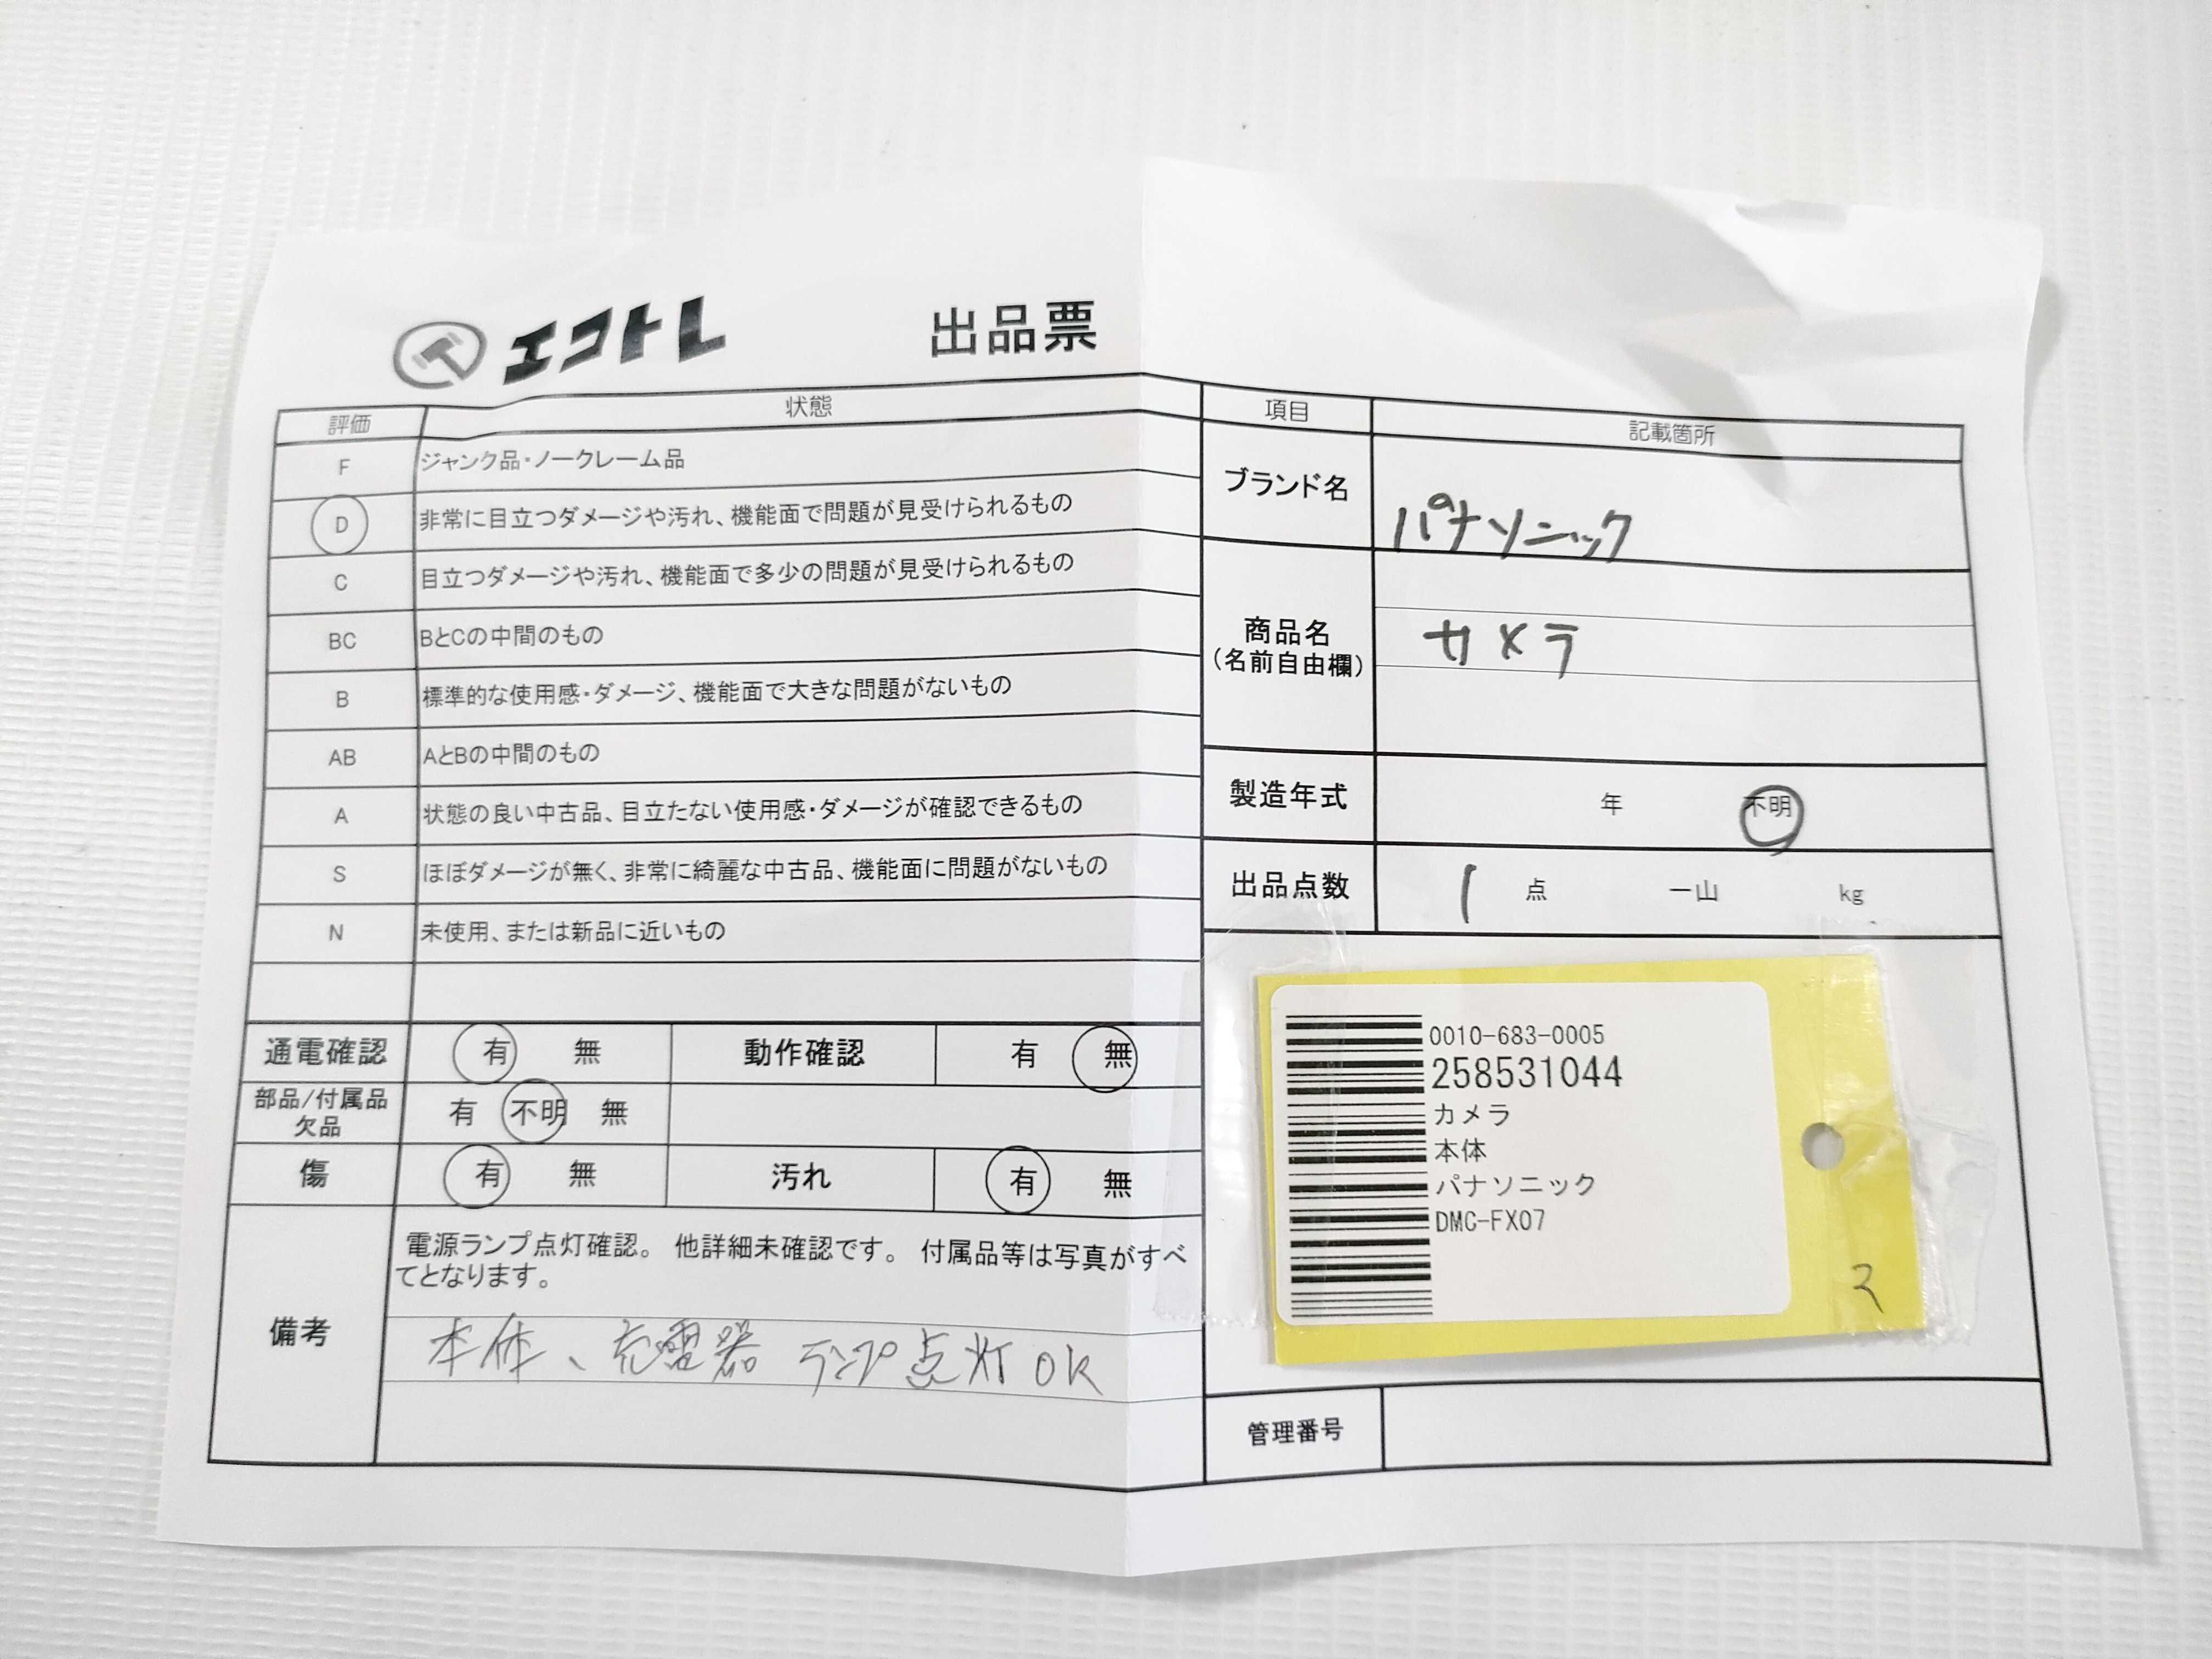 エコトレ 出品票
評価 状態
F ジャンク品・ノークレーム品
D 非常に目立つダメージや汚れ、機能面で問題が見受けられるもの
C 目立つダメージや汚れ、機能面で多少の問題が見受けられるもの
BC BとCの中間のもの
B 標準的な使用感・ダメージ、機能面で大きな問題がないもの
AB AとBの中間のもの
A 状態の良い中古品、目立たない使用感・ダメージが確認できるもの
S ほぼダメージが無く、非常に綺麗な中古品、機能面に問題がないもの
N 未使用、または新品に近いもの
通電確認 有 無 動作確認 有 無
部品/付属品
欠品 有 不明 無
傷 有 無 汚れ 有 無
備考
電源ランプ点灯確認。 他詳細未確認です。 付属品等は写真がすべ
てとなります。
本体、充電器 ランプ点灯OK
項目 記載箇所
ブランド名 パナソニック
商品名
(名前自由欄)
カメラ
製造年式 年 不明
出品点数 1 点 一山 kg
0010-683-0005
258531044
カメラ
本体
パナソニック
DMC-FX07
管理番号